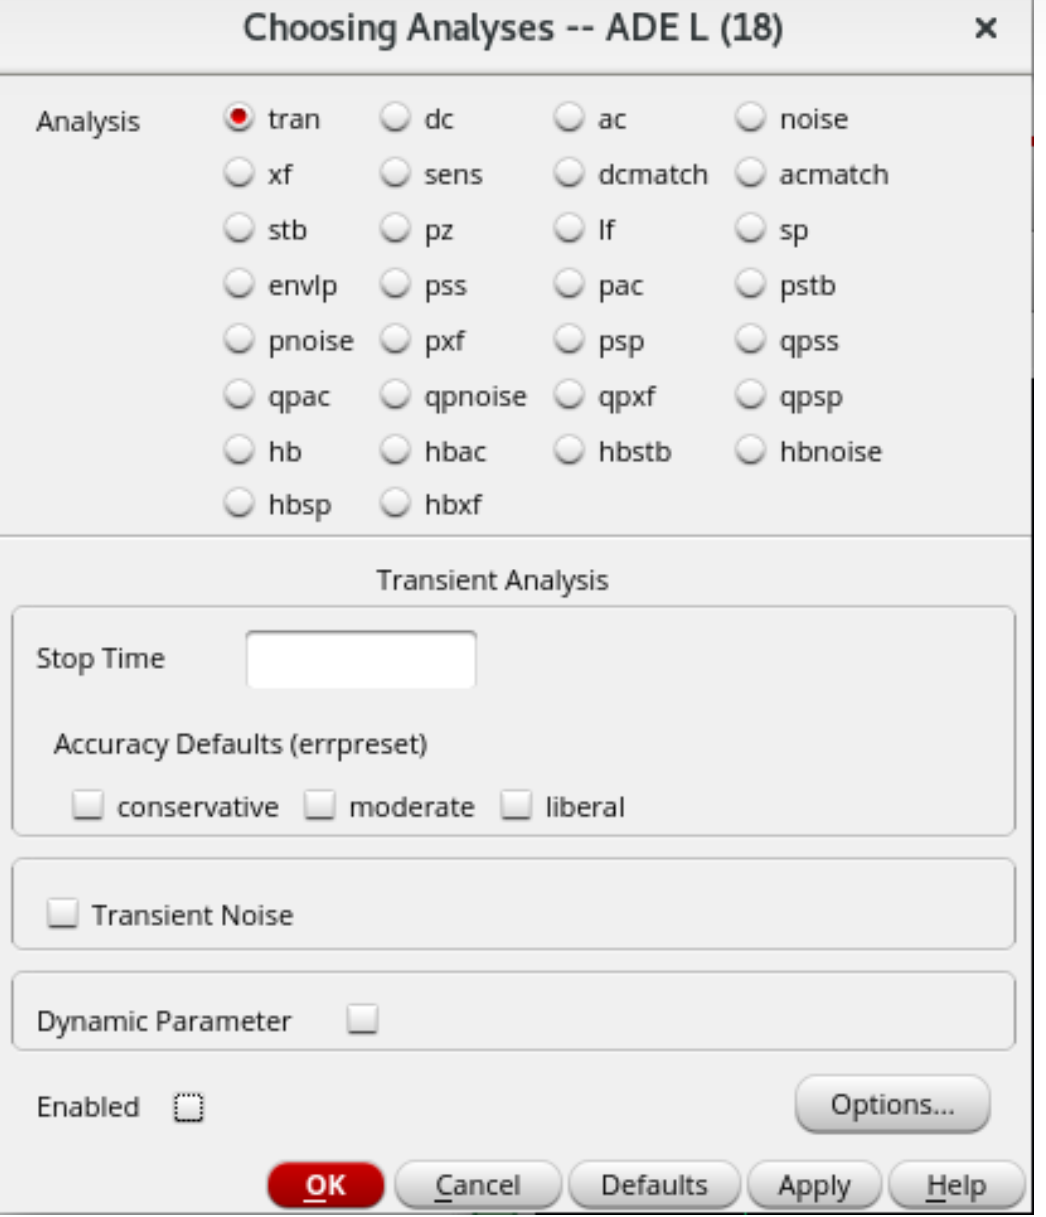 Choosing Analyses -- ADE L (18)
Analysis tran dc ac noise
xf sens dcmatch acmatch
stb pz lf sp
envlp pss pac pstb
pnoise pxf psp qpss
qpac qpnoise qpxf qpsp
hb hbac hbstb hbnoise
hbsp hbxf
Transient Analysis
Stop Time
Accuracy Defaults (errpreset)
conservative moderate liberal
Transient Noise
Dynamic Parameter
Enabled Options...
OK Cancel Defaults Apply Help